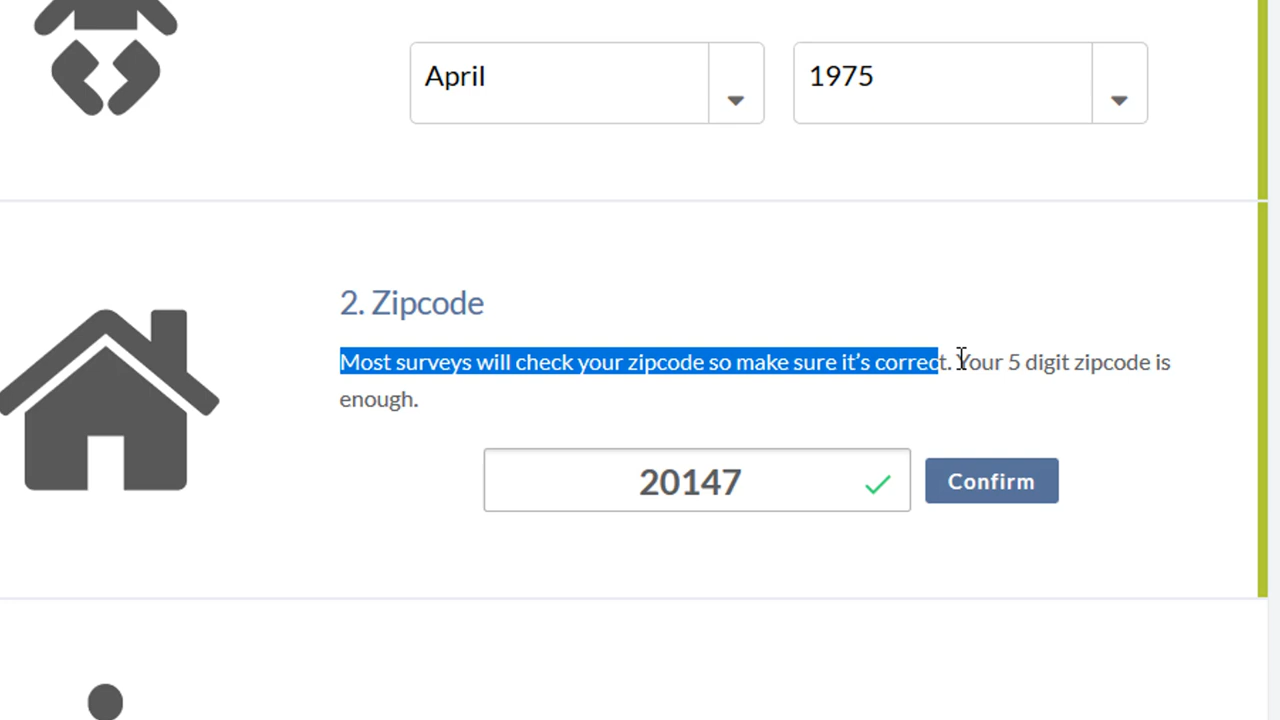 April
1975
2. Zipcode
Most surveys will check your zipcode so make sure it’s correct. Your 5 digit zipcode is
enough.
20147
Confirm